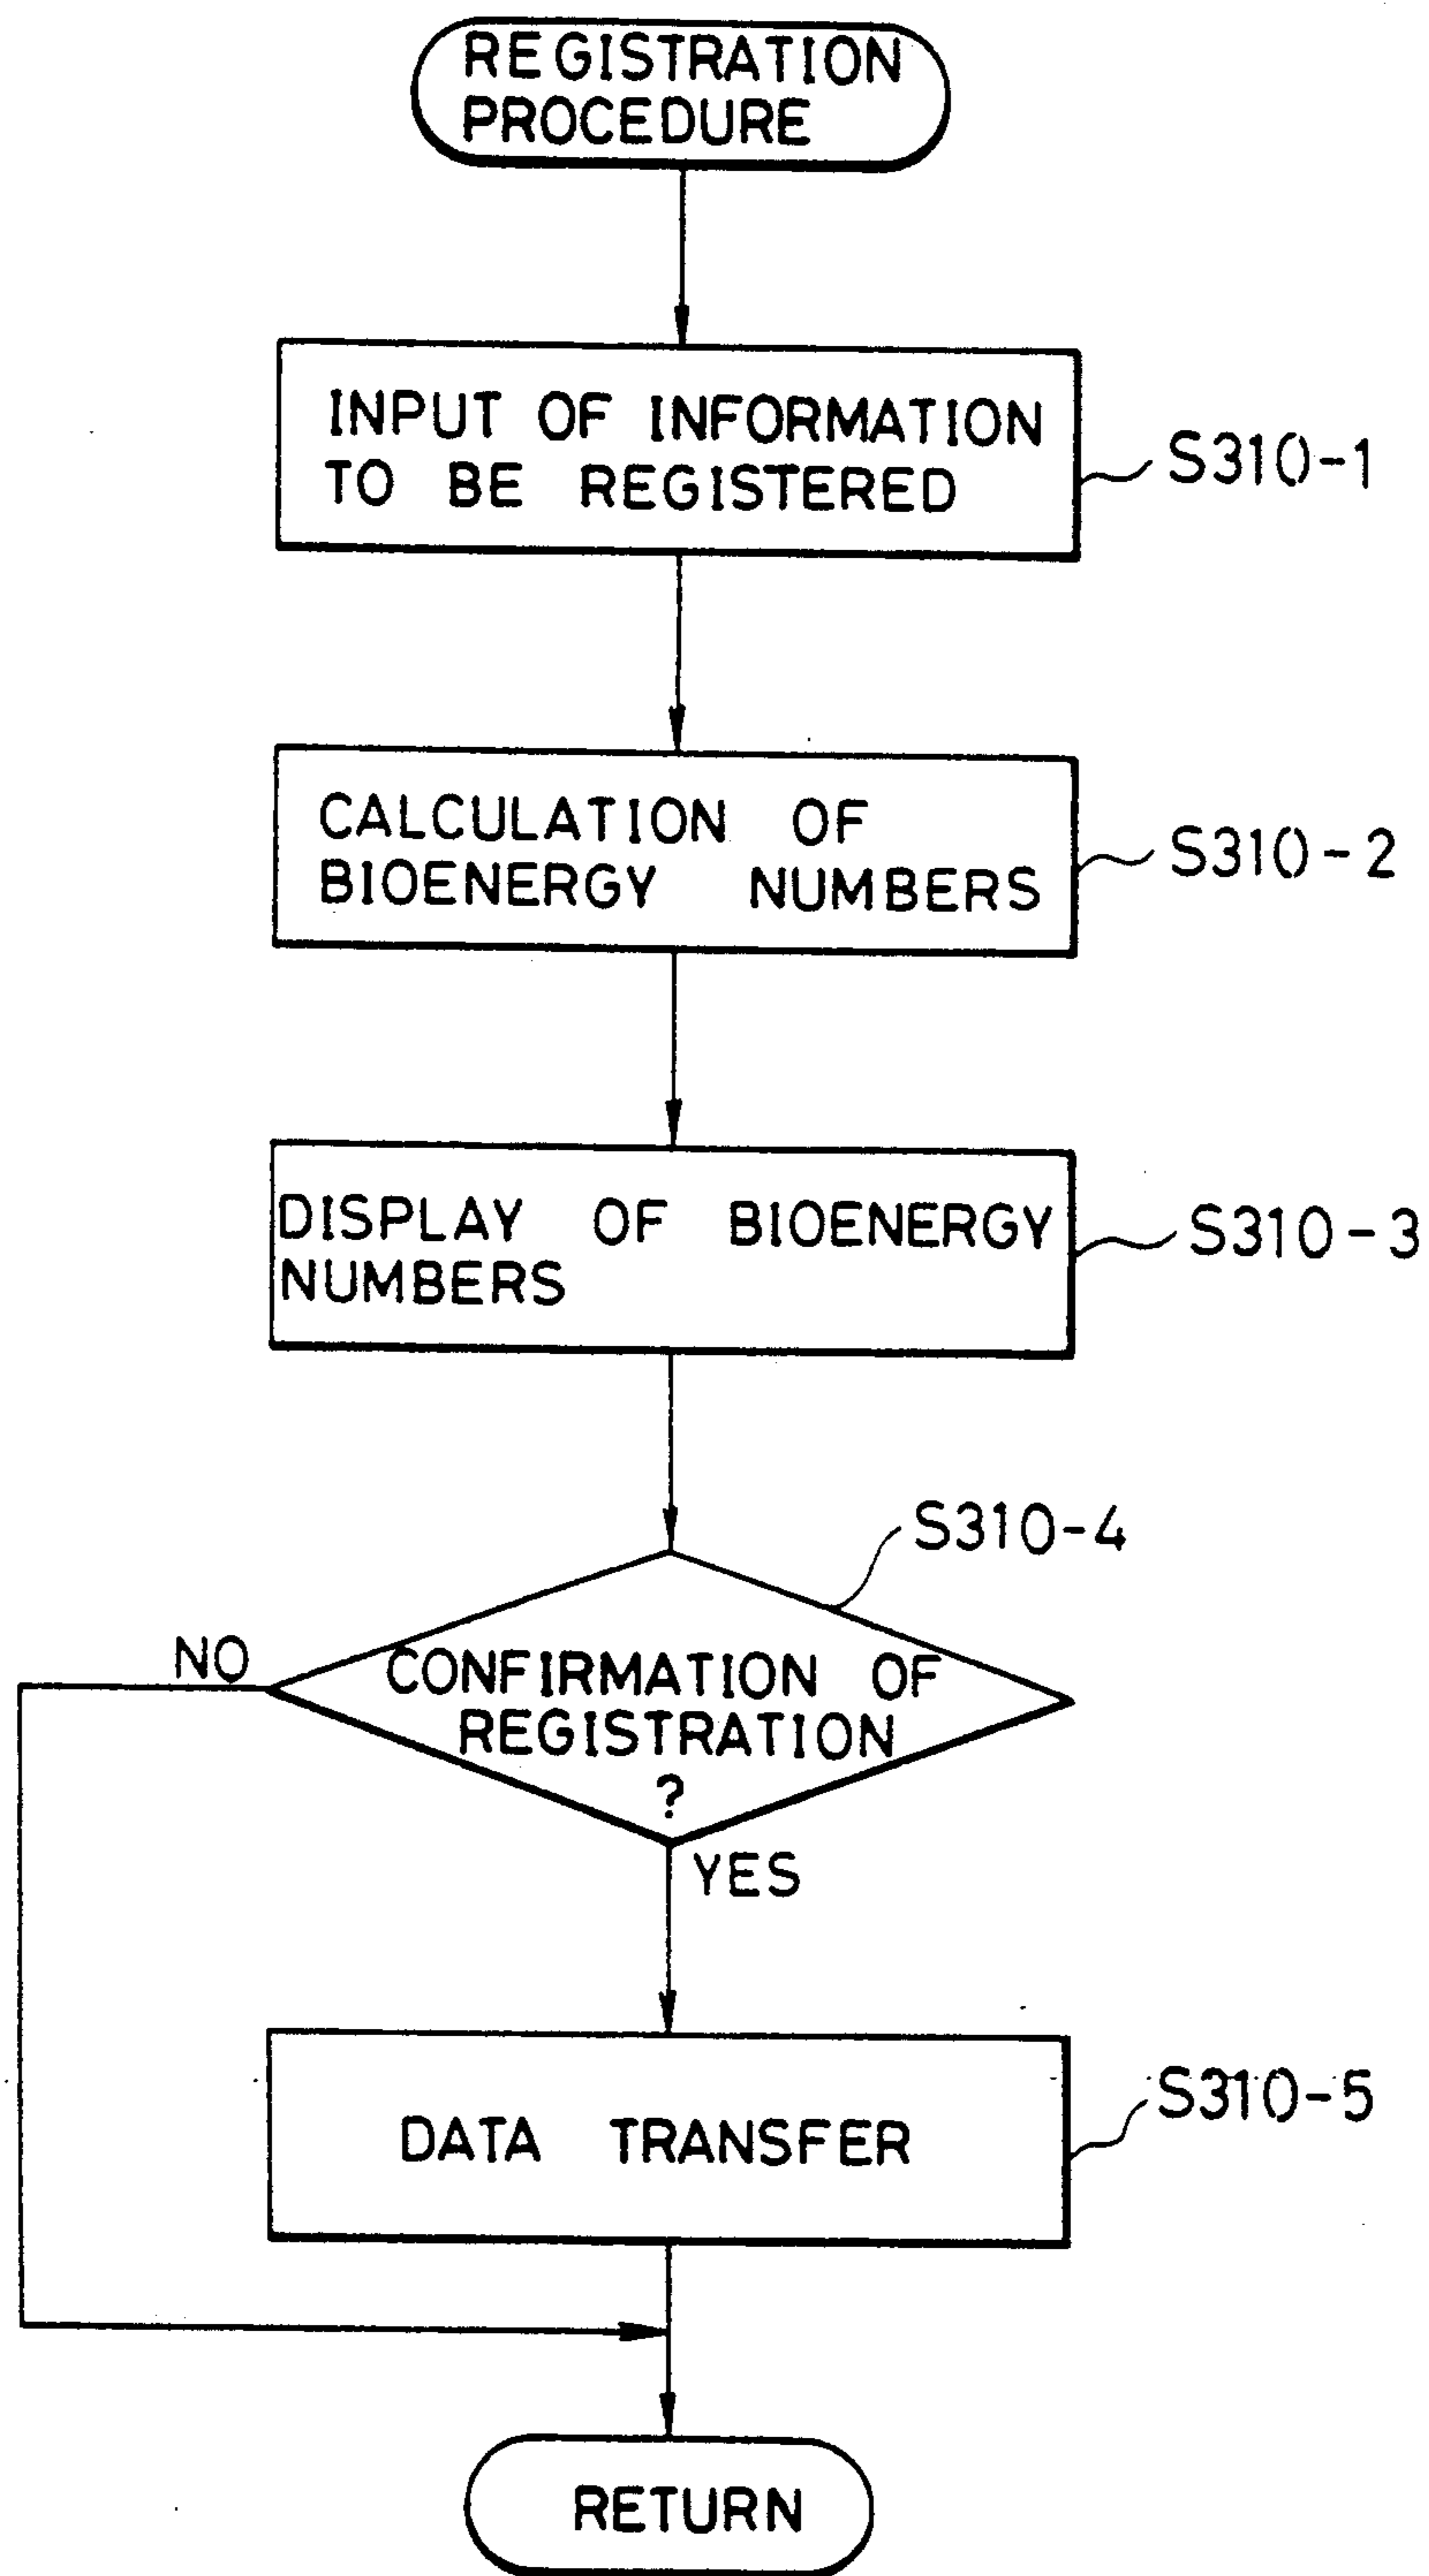 REGISTRATION
PROCEDURE
INPUT OF INFORMATION
TO BE REGISTERED
S310-1
CALCULATION OF
BIOENERGY NUMBERS
S310-2
DISPLAY OF BIOENERGY
NUMBERS
S310-3
S310-4
NO
CONFIRMATION OF
REGISTRATION
?
YES
DATA TRANSFER
S310-5
RETURN